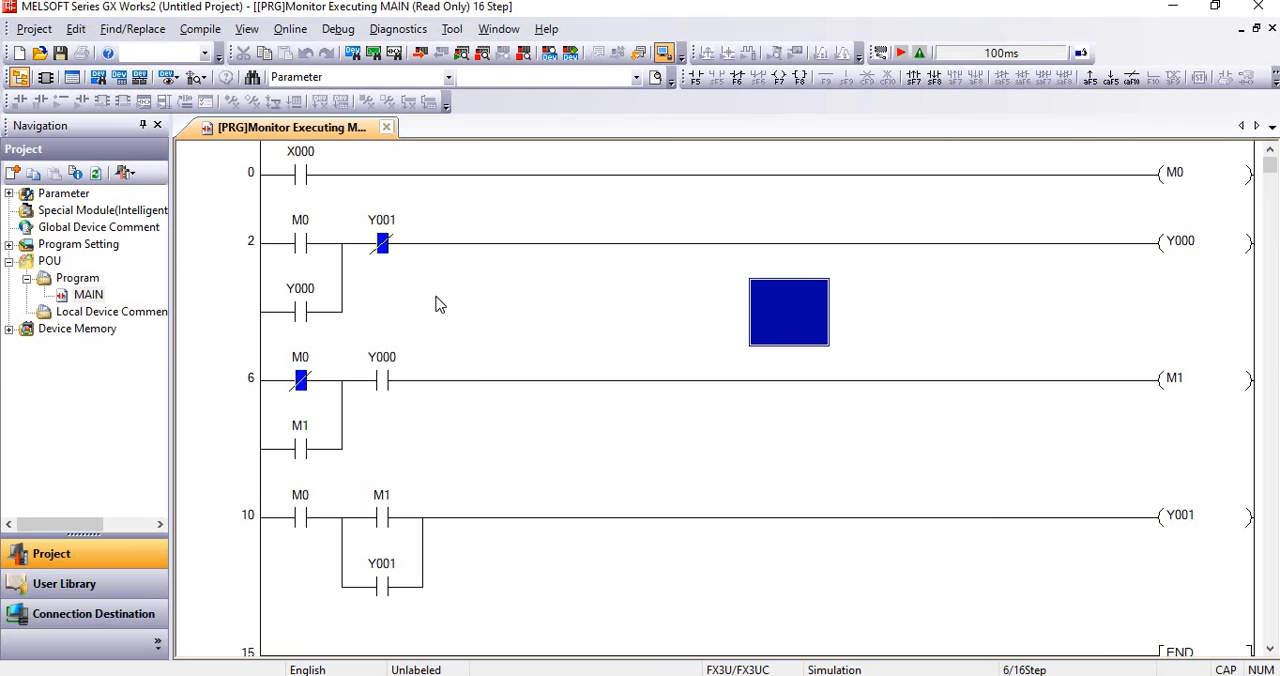 MELSOFT Series GX Works2 (Untitled Project) - [[PRG]Monitor Executing MAIN (Read Only) 16 Step]
Project Edit Find/Replace Compile View Online Debug Diagnostics Tool Window Help
100ms
Parameter
Navigation
[PRG]Monitor Executing M...
Project
Parameter
Special Module(Intelligent
Global Device Comment
Program Setting
POU
Program
MAIN
Local Device Commen
Device Memory
Project
User Library
Connection Destination
X000
0 M0
M0 Y001
2 Y000
Y000
M0 Y000
6 M1
M1
M0 M1
10 Y001
Y001
15 END
English Unlabeled FX3U/FX3UC Simulation 6/16Step CAP NUM